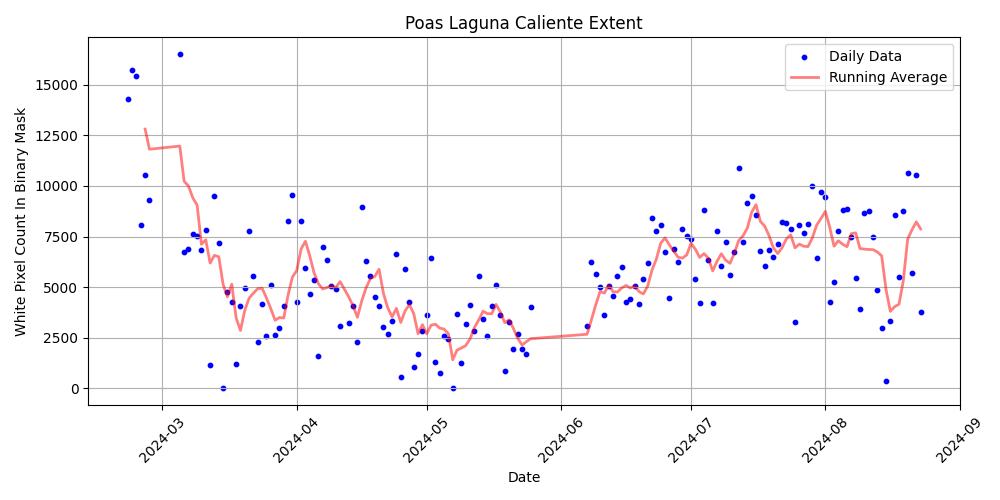 Poas Laguna Caliente Extent
Daily Data
Running Average
White Pixel Count In Binary Mask
15000
12500
10000
7500
5000
2500
0
2024-03
2024-04
2024-05
2024-06
2024-07
2024-08
2024-09
Date